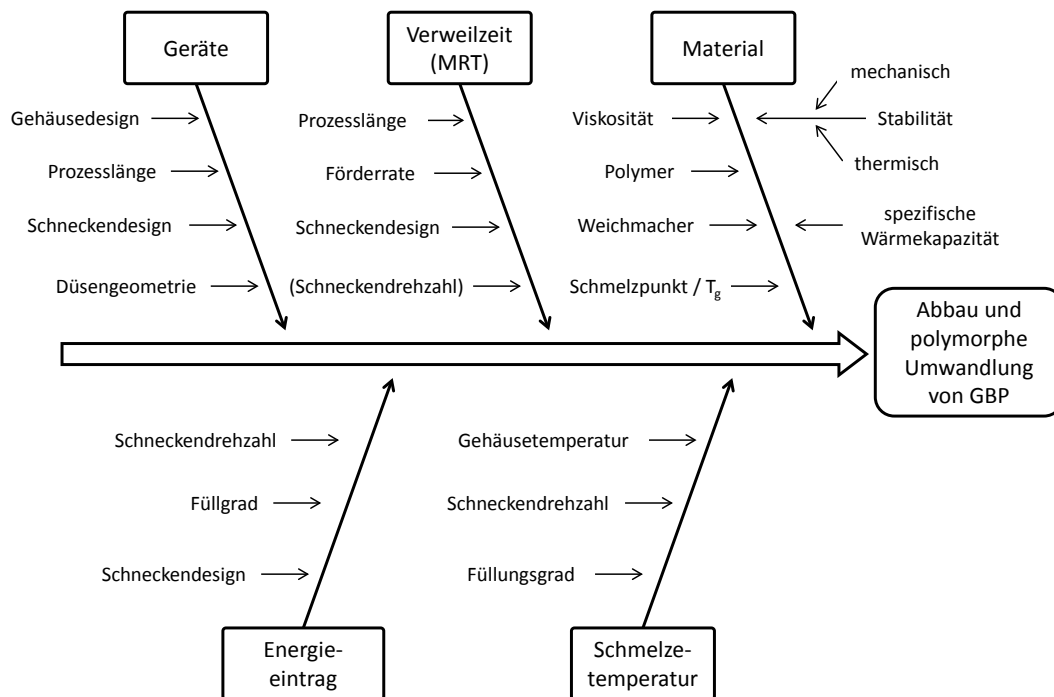 Geräte
Verweilzeit
(MRT)
Material
Gehäusedesign
Prozesslänge
Schneckendesign
Düsengeometrie
Prozesslänge
Förderrate
Schneckendesign
(Schneckendrehzahl)
Viskosität
Polymer
Weichmacher
Schmelzpunkt / Tg
mechanisch
Stabilität
thermisch
spezifische
Wärmekapazität
Abbau und
polymorphe
Umwandlung
von GBP
Schneckendrehzahl
Füllgrad
Schneckendesign
Energie-
eintrag
Gehäusetemperatur
Schneckendrehzahl
Füllungsgrad
Schmelze-
temperatur